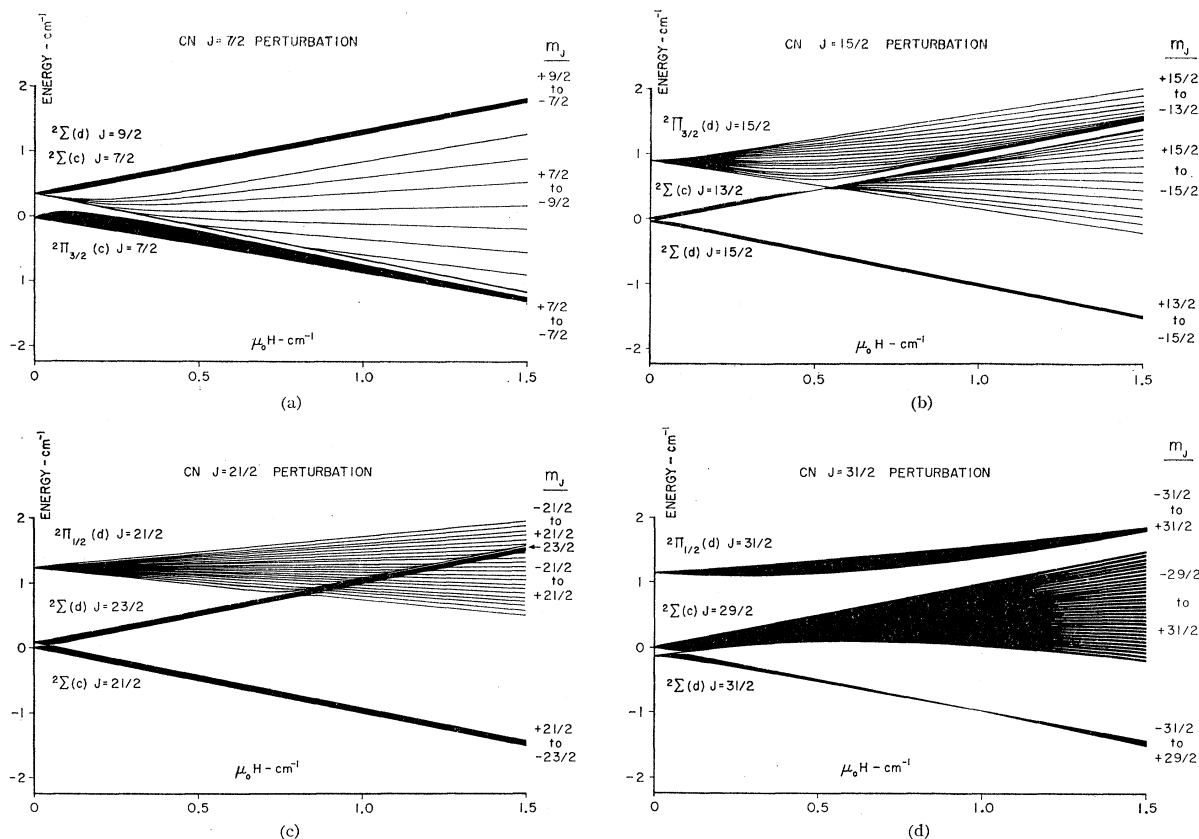 CN J=7/2 PERTURBATION
ENERGY - cm⁻¹
m_J
+9/2
to
-7/2
2
²Σ(d) J = 9/2
1
²Σ(c) J = 7/2
+7/2
to
-9/2
0
²Π₃/₂ (c) J = 7/2
-1
+7/2
to
-7/2
μ₀H - cm⁻¹
-2
0 0.5 1.0 1.5
(a)
CN J=15/2 PERTURBATION
ENERGY - cm⁻¹
m_J
+15/2
to
-13/2
2
²Π₃/₂(d) J=15/2
1
+15/2
to
-15/2
²Σ(c) J=13/2
0
²Σ(d) J=15/2
-1
+13/2
to
-15/2
μ₀H - cm⁻¹
-2
0 0.5 1.0 1.5
(b)
CN J=21/2 PERTURBATION
ENERGY - cm⁻¹
m_J
-21/2
to
+21/2
-23/2
-21/2
to
+21/2
2
²Π₁/₂(d) J=21/2
1
²Σ(d) J=23/2
0
²Σ(c) J=21/2
-1
+21/2
to
-23/2
μ₀H - cm⁻¹
-2
0 0.5 1.0 1.5
(c)
CN J=31/2 PERTURBATION
ENERGY - cm⁻¹
m_J
-31/2
to
+31/2
2
²Π₁/₂(d) J=31/2
1
-29/2
to
+31/2
²Σ(c) J=29/2
0
²Σ(d) J=31/2
-1
-31/2
to
+29/2
μ₀H - cm⁻¹
-2
0 0.5 1.0 1.5
(d)